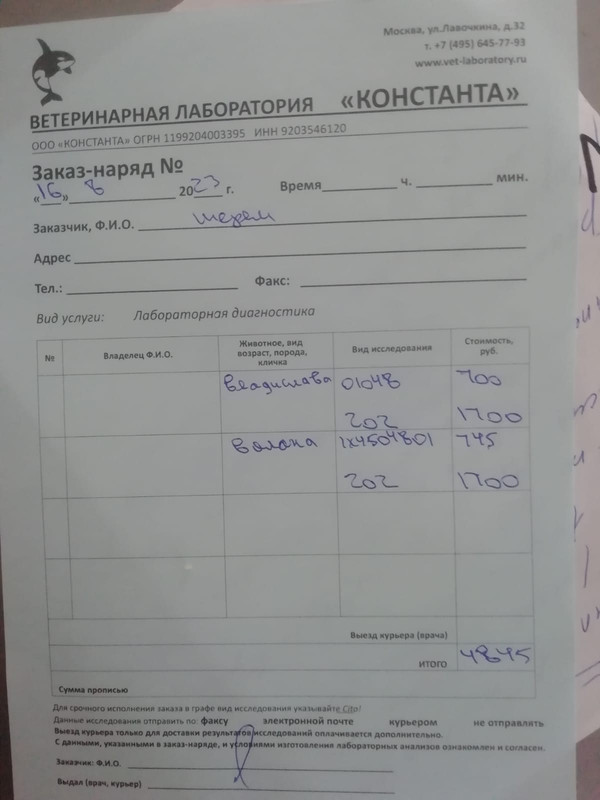 Москва, ул.Лавочкина, д.32
т. +7 (495) 645-77-93
www.vet-laboratory.ru
ВЕТЕРИНАРНАЯ ЛАБОРАТОРИЯ «КОНСТАНТА»
ООО «КОНСТАНТА» ОГРН 1199204003395 ИНН 9203546120
Заказ-наряд №
«16» 8 2023 г. Время ч. мин.
Заказчик, Ф.И.О.
Адрес
Тел.: Факс:
Вид услуги: Лабораторная диагностика
№ Владелец Ф.И.О. Животное, вид возраст, порода, кличка Вид исследования Стоимость, руб.
Владислава 01048 700
202 1700
1х4504801 745
202 1700
Выезд курьера (врача)
ИТОГО 4845
Сумма прописью
Для срочного исполнения заказа в графе вид исследования указывайте Cito!
Данные исследования отправить по: факсу электронной почте курьером не отправлять
Выезд курьера только для доставки результатов исследований оплачивается дополнительно.
С данными, указанными в заказ-наряде, и условиями изготовления лабораторных анализов ознакомлен и согласен.
Заказчик: Ф.И.О.
Выдал (врач, курьер)